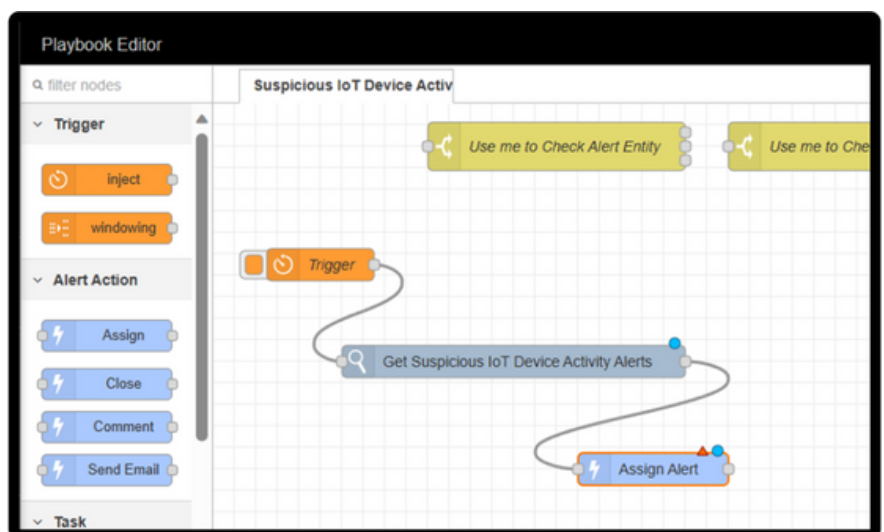 Playbook Editor
filter nodes
Suspicious IoT Device Activ
Trigger
inject
windowing
Alert Action
Assign
Close
Comment
Send Email
Task
Use me to Check Alert Entity
Use me to Che
Trigger
Get Suspicious IoT Device Activity Alerts
Assign Alert